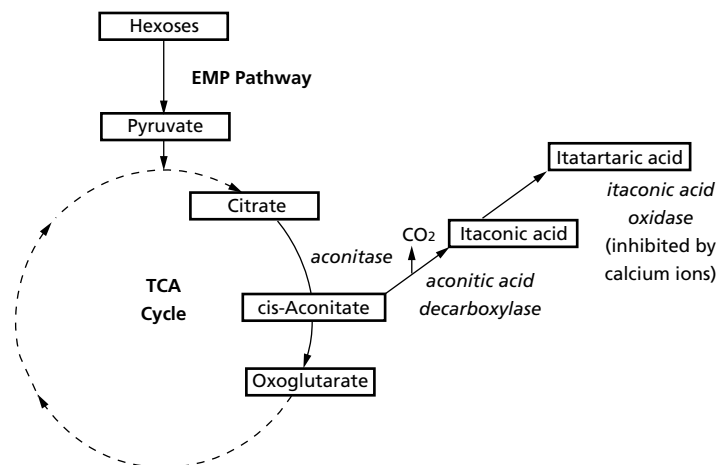 Hexoses
EMP Pathway
Pyruvate
Itatartaric acid
itaconic acid
oxidase
(inhibited by
calcium ions)
Citrate
CO2
Itaconic acid
aconitase
aconitic acid
decarboxylase
TCA
Cycle
cis-Aconitate
Oxoglutarate